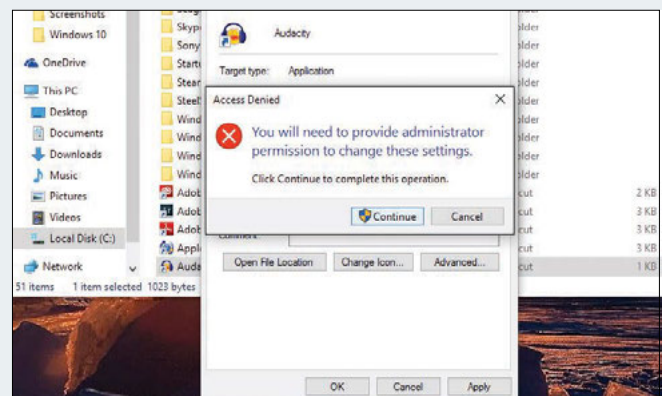 Screenshots
Windows 10
OneDrive
This PC
Desktop
Documents
Downloads
Music
Pictures
Videos
Local Disk (C:)
Network
51 items 1 item selected 1023 bytes
Skyp
Sony
Start
Stear
Steel
Wind
Wind
Wind
Wind
Adob
Adob
Adob
Apple
Auda
Audacity
Target type: Application
Access Denied
You will need to provide administrator
permission to change these settings.
Click Continue to complete this operation.
Continue Cancel
Open File Location Change Icon... Advanced...
OK Cancel Apply
older
older
older
older
older
older
older
older
cut 2 KB
cut 3 KB
cut 3 KB
cut 3 KB
cut 1 KB